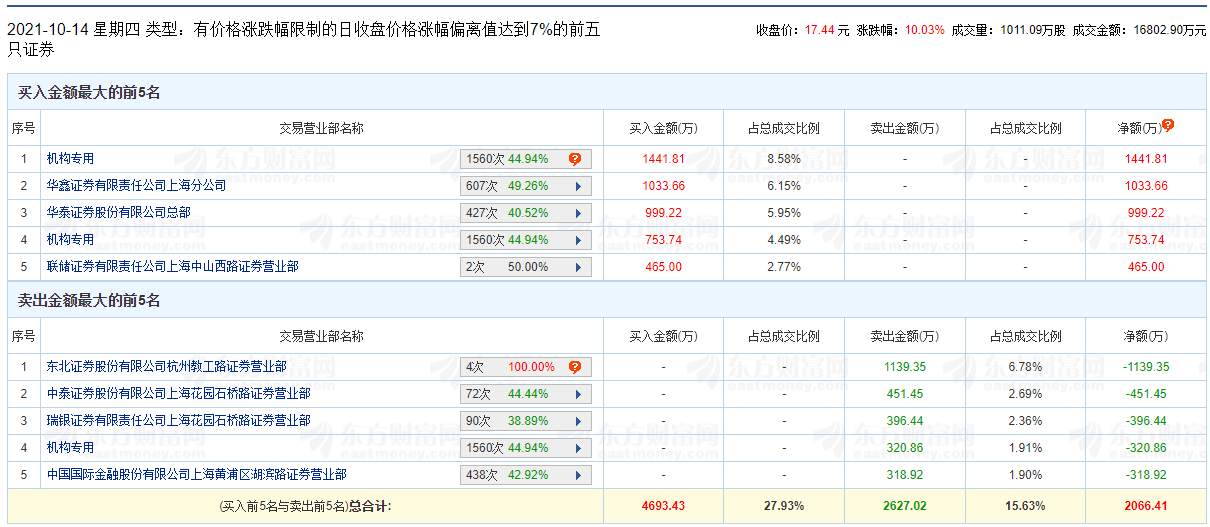 2021-10-14 星期四 类型：有价格涨跌幅限制的日收盘价格涨幅偏离值达到7%的前五
只证券
收盘价：17.44 元 涨跌幅：10.03% 成交量：1011.09万股 成交金额：16802.90万元
买入金额最大的前5名
序号 交易营业部名称 买入金额(万) 占总成交比例 卖出金额(万) 占总成交比例 净额(万)
1 机构专用 1560次 44.94% 1441.81 8.58% - - 1441.81
2 华鑫证券有限责任公司上海分公司 607次 49.26% 1033.66 6.15% - - 1033.66
3 华泰证券股份有限公司总部 427次 40.52% 999.22 5.95% - - 999.22
4 机构专用 1560次 44.94% 753.74 4.49% - - 753.74
5 联储证券有限责任公司上海中山西路证券营业部 2次 50.00% 465.00 2.77% - - 465.00
卖出金额最大的前5名
序号 交易营业部名称 买入金额(万) 占总成交比例 卖出金额(万) 占总成交比例 净额(万)
1 东北证券股份有限公司杭州教工路证券营业部 4次 100.00% - - 1139.35 6.78% -1139.35
2 中泰证券股份有限公司上海花园石桥路证券营业部 72次 44.44% - - 451.45 2.69% -451.45
3 瑞银证券有限责任公司上海花园石桥路证券营业部 90次 38.89% - - 396.44 2.36% -396.44
4 机构专用 1560次 44.94% - - 320.86 1.91% -320.86
5 中国国际金融股份有限公司上海黄浦区湖滨路证券营业部 438次 42.92% - - 318.92 1.90% -318.92
(买入前5名与卖出前5名)总合计: 4693.43 27.93% 2627.02 15.63% 2066.41
东方财富网
eastmoney.com